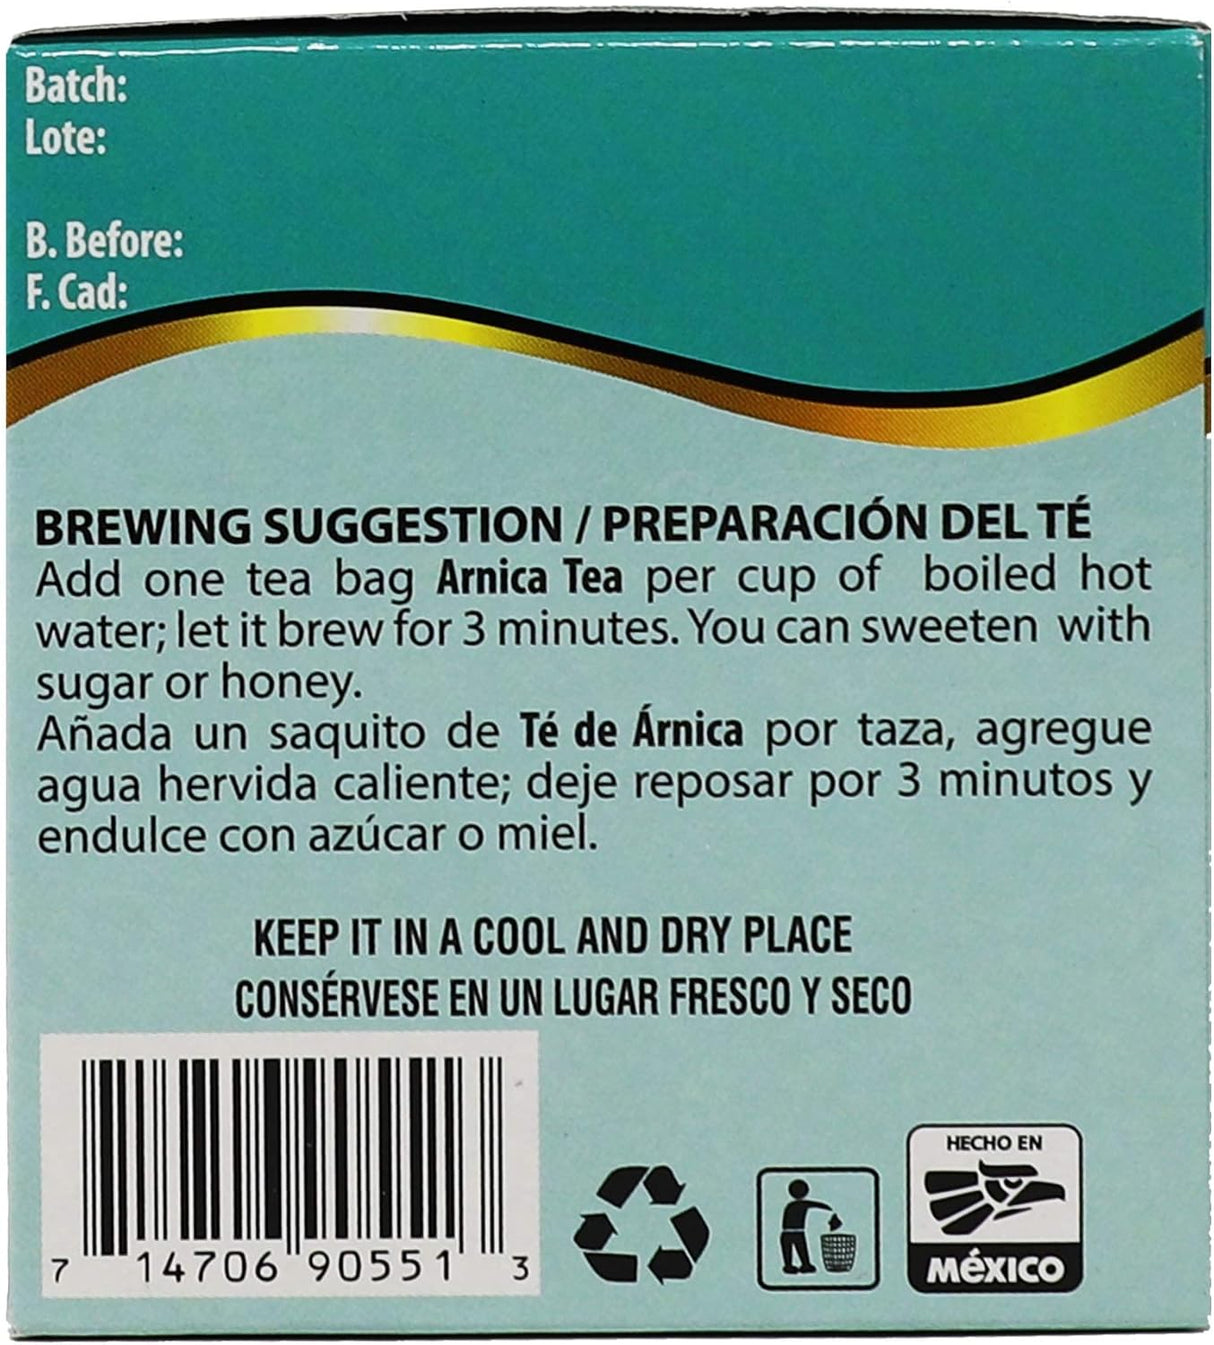 Batch:
Lote:
B. Before:
F. Cad:
BREWING SUGGESTION / PREPARACIÓN DEL TÉ
Add one tea bag Arnica Tea per cup of boiled hot
water; let it brew for 3 minutes. You can sweeten with
sugar or honey.
Añada un saquito de Té de Árnica por taza, agregue
agua hervida caliente; deje reposar por 3 minutos y
endulce con azúcar o miel.
KEEP IT IN A COOL AND DRY PLACE
CONSÉRVESE EN UN LUGAR FRESCO Y SECO
7 14706 90551 3
HECHO EN
MéXICO